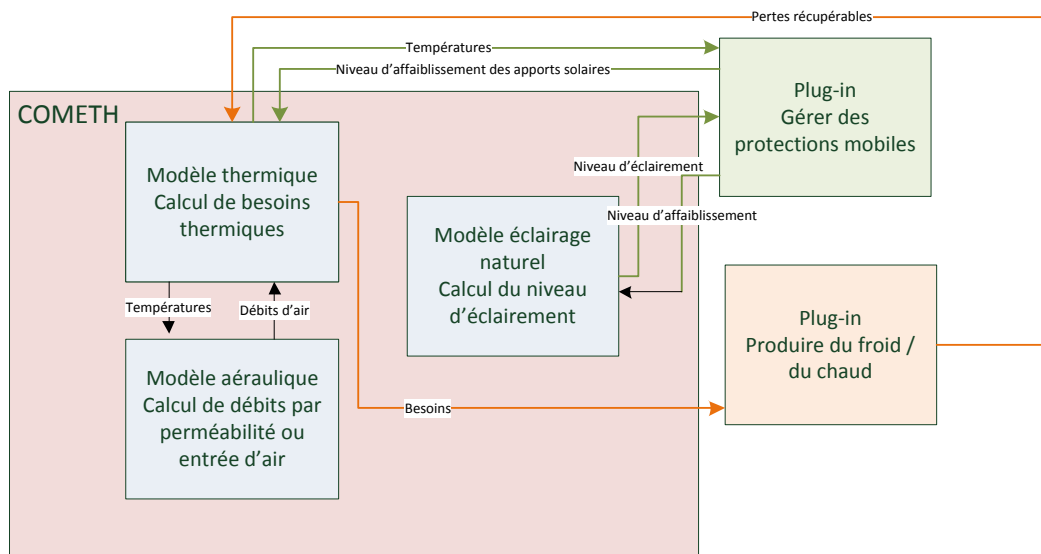 Pertes récupérables
Températures
Niveau d'affaiblissement des apports solaires
Plug-in
Gérer des
protections mobiles
COMETH
Modèle thermique
Calcul de besoins
thermiques
Niveau d'éclairement
Niveau d'affaiblissement
Modèle éclairage
naturel
Calcul du niveau
d'éclairement
Températures
Débits d'air
Plug-in
Produire du froid /
du chaud
Modèle aéraulique
Calcul de débits par
perméabilité ou
entrée d'air
Besoins